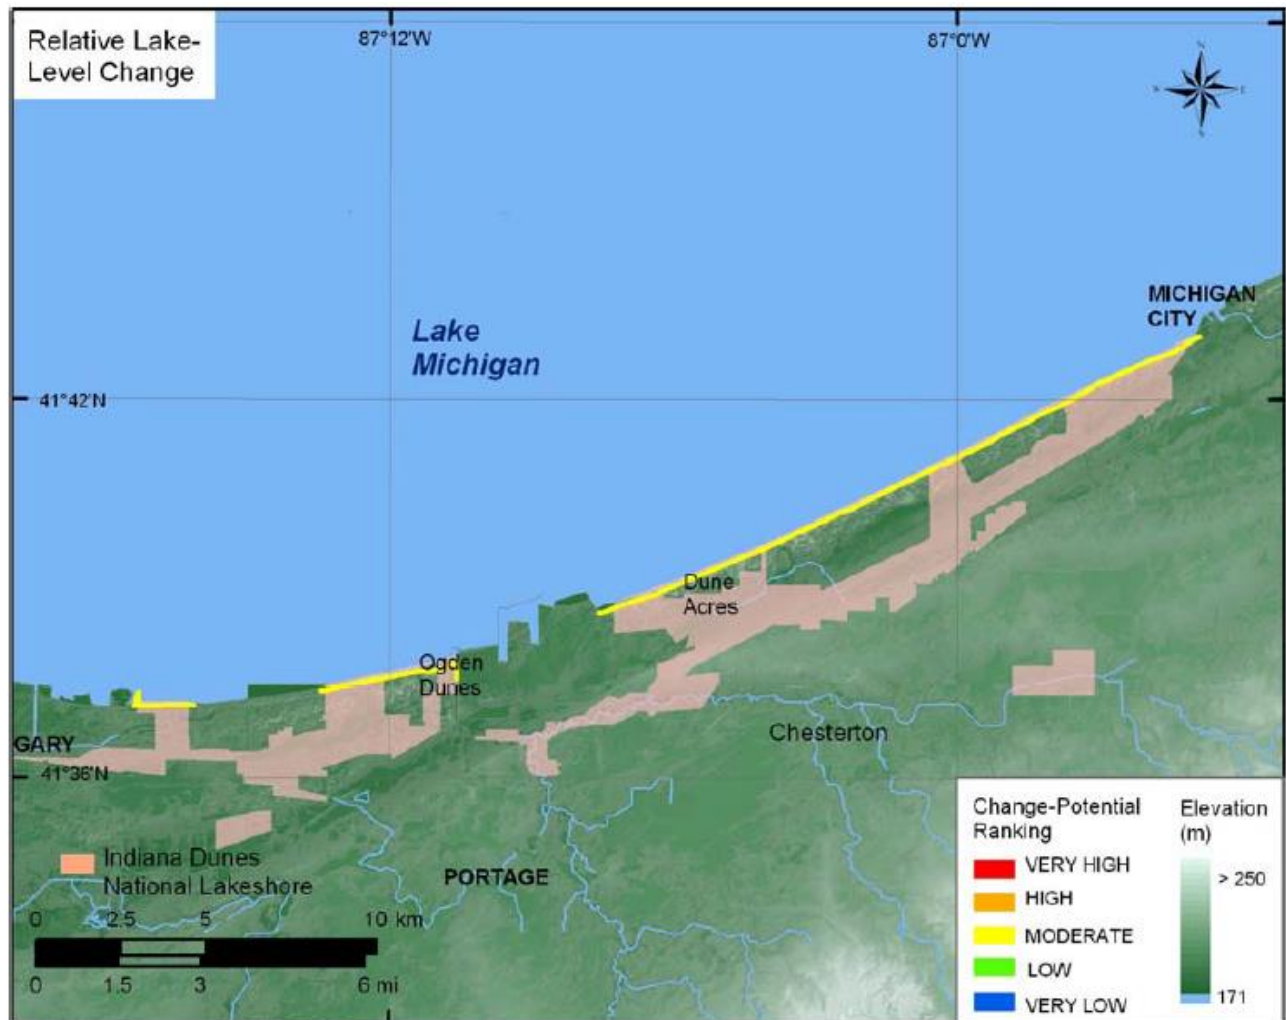 Relative Lake-
Level Change
87°12'W
87°0'W
N
W
E
MICHIGAN
CITY
Lake
Michigan
41°42'N
Dune
Acres
Ogden
Dunes
Chesterton
GARY
41°36'N
Indiana Dunes
National Lakeshore
PORTAGE
0 2.5 5 10 km
0 1.5 3 6 mi
Change-Potential
Ranking
VERY HIGH
HIGH
MODERATE
LOW
VERY LOW
Elevation
(m)
> 250
171